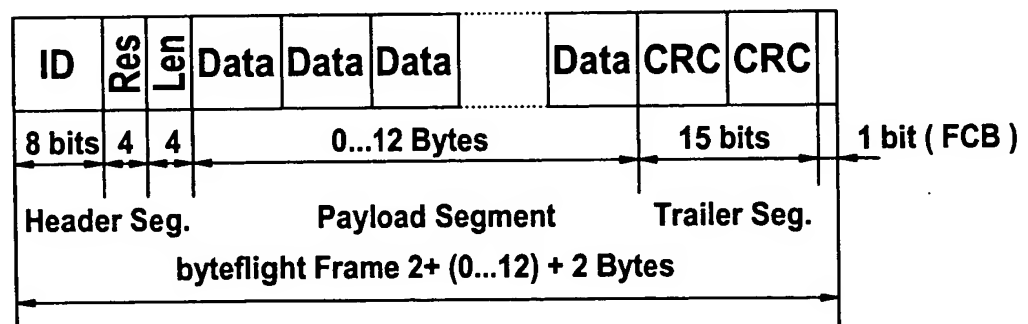 ID Res Len Data Data Data Data CRC CRC
8 bits 4 4 0...12 Bytes 15 bits 1 bit ( FCB )
Header Seg. Payload Segment Trailer Seg.
byteflight Frame 2+ (0...12) + 2 Bytes